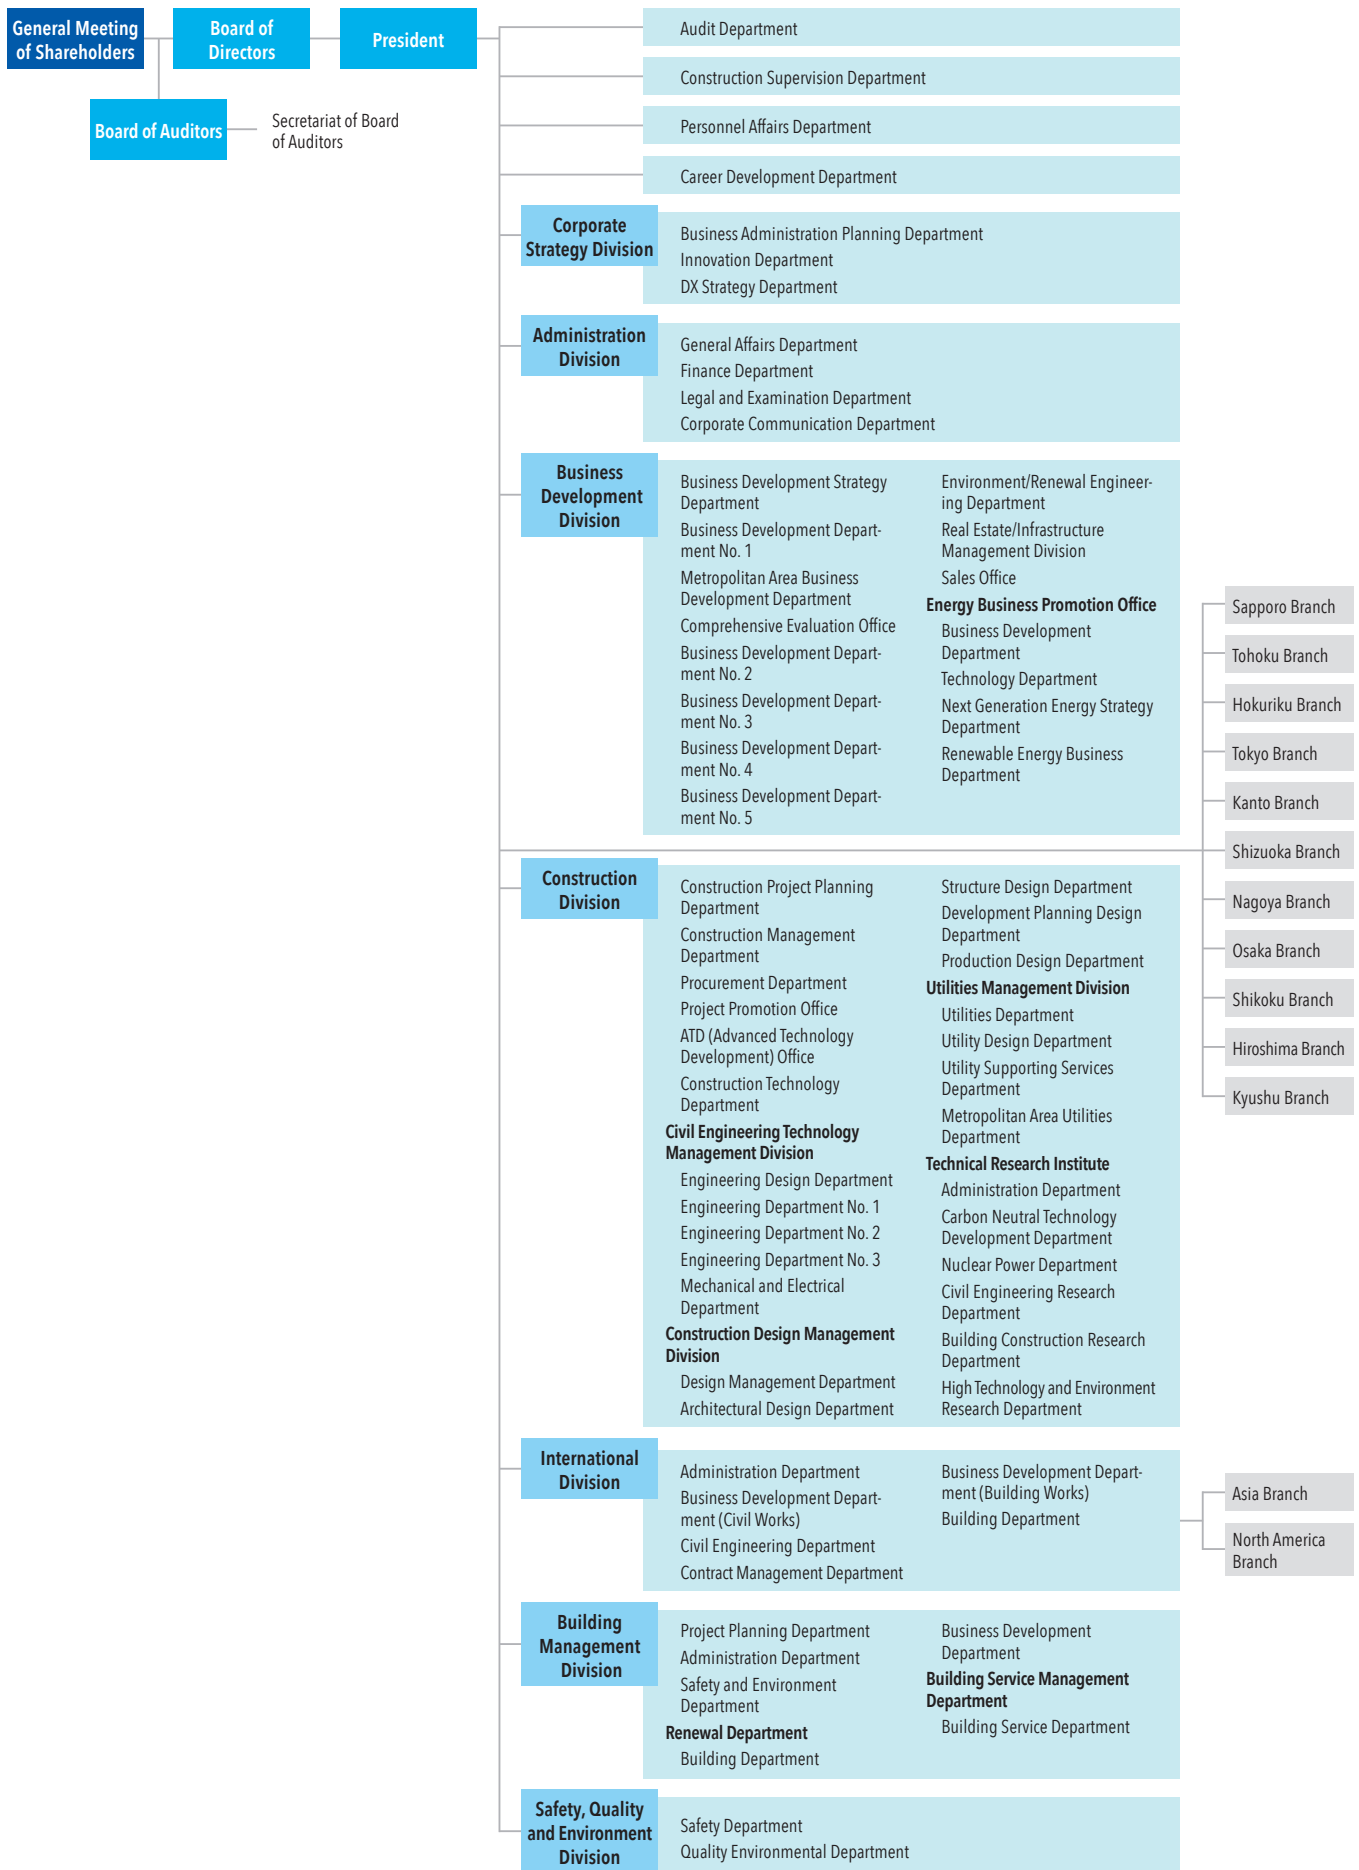 General Meeting
of Shareholders
Board of
Directors
President
Board of Auditors
Secretariat of Board
of Auditors
Audit Department
Construction Supervision Department
Personnel Affairs Department
Career Development Department
Corporate
Strategy Division
Business Administration Planning Department
Innovation Department
DX Strategy Department
Administration
Division
General Affairs Department
Finance Department
Legal and Examination Department
Corporate Communication Department
Business
Development
Division
Business Development Strategy
Department
Business Development Depart-
ment No. 1
Metropolitan Area Business
Development Department
Comprehensive Evaluation Office
Business Development Depart-
ment No. 2
Business Development Depart-
ment No. 3
Business Development Depart-
ment No. 4
Business Development Depart-
ment No. 5
Environment/Renewal Engineer-
ing Department
Real Estate/Infrastructure
Management Division
Sales Office
Energy Business Promotion Office
Business Development
Department
Technology Department
Next Generation Energy Strategy
Department
Renewable Energy Business
Department
Sapporo Branch
Tohoku Branch
Hokuriku Branch
Tokyo Branch
Kanto Branch
Shizuoka Branch
Nagoya Branch
Osaka Branch
Shikoku Branch
Hiroshima Branch
Kyushu Branch
Construction
Division
Construction Project Planning
Department
Construction Management
Department
Procurement Department
Project Promotion Office
ATD (Advanced Technology
Development) Office
Construction Technology
Department
Civil Engineering Technology
Management Division
Engineering Design Department
Engineering Department No. 1
Engineering Department No. 2
Engineering Department No. 3
Mechanical and Electrical
Department
Construction Design Management
Division
Design Management Department
Architectural Design Department
Structure Design Department
Development Planning Design
Department
Production Design Department
Utilities Management Division
Utilities Department
Utility Design Department
Utility Supporting Services
Department
Metropolitan Area Utilities
Department
Technical Research Institute
Administration Department
Carbon Neutral Technology
Development Department
Nuclear Power Department
Civil Engineering Research
Department
Building Construction Research
Department
High Technology and Environment
Research Department
International
Division
Administration Department
Business Development Depart-
ment (Civil Works)
Civil Engineering Department
Contract Management Department
Business Development Depart-
ment (Building Works)
Building Department
Asia Branch
North America
Branch
Building
Management
Division
Project Planning Department
Administration Department
Safety and Environment
Department
Renewal Department
Building Department
Business Development
Department
Building Service Management
Department
Building Service Department
Safety, Quality
and Environment
Division
Safety Department
Quality Environmental Department